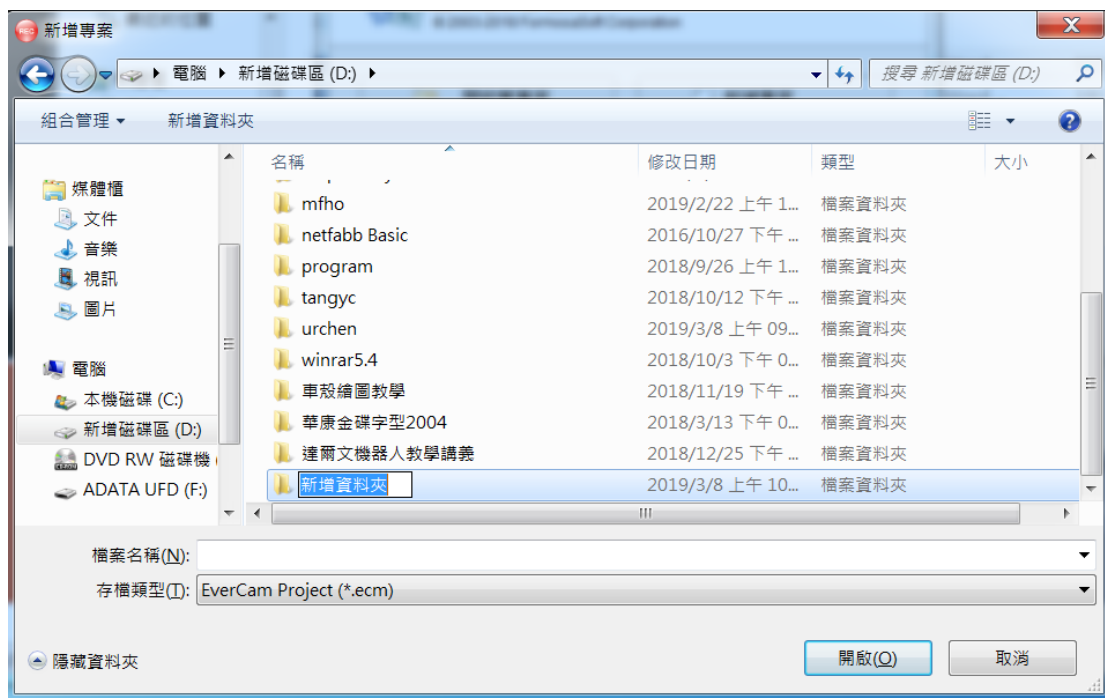 REC 新增專案
© 2003-2018 FormosaSoft Corporation
電腦 新增磁碟區 (D:) 搜尋 新增磁碟區 (D:)
組合管理 新增資料夾
名稱 修改日期 類型 大小
媒體櫃
文件
音樂
視訊
圖片
電腦
本機磁碟 (C:)
新增磁碟區 (D:)
DVD RW 磁碟機 (
ADATA UFD (F:)
mfho 2019/2/22 上午 1... 檔案資料夾
netfabb Basic 2016/10/27 下午 ... 檔案資料夾
program 2018/9/26 上午 1... 檔案資料夾
tangyc 2018/10/12 下午 ... 檔案資料夾
urchen 2019/3/8 上午 09... 檔案資料夾
winrar5.4 2018/10/3 下午 0... 檔案資料夾
車殼繪圖教學 2018/11/19 下午 ... 檔案資料夾
華康金碟字型2004 2018/3/13 下午 0... 檔案資料夾
達爾文機器人教學講義 2018/12/25 下午 ... 檔案資料夾
新增資料夾 2019/3/8 上午 10... 檔案資料夾
檔案名稱(N):
存檔類型(T): EverCam Project (*.ecm)
隱藏資料夾 開啟(O) 取消